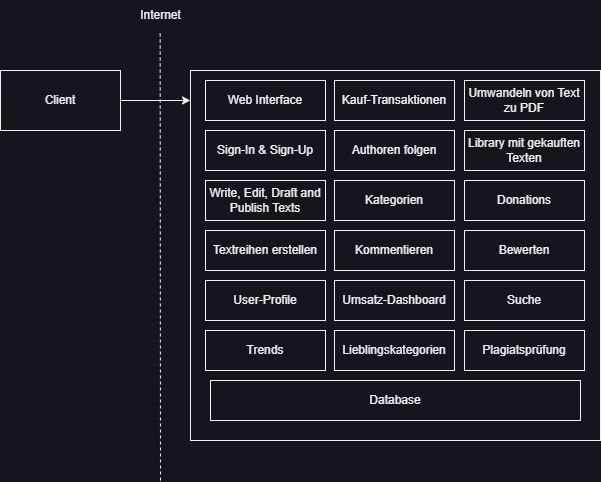 Internet
Client
Web Interface
Kauf-Transaktionen
Umwandeln von Text
zu PDF
Sign-In & Sign-Up
Authoren folgen
Library mit gekauften
Texten
Write, Edit, Draft and
Publish Texts
Kategorien
Donations
Textreihen erstellen
Kommentieren
Bewerten
User-Profile
Umsatz-Dashboard
Suche
Trends
Lieblingskategorien
Plagiatsprüfung
Database